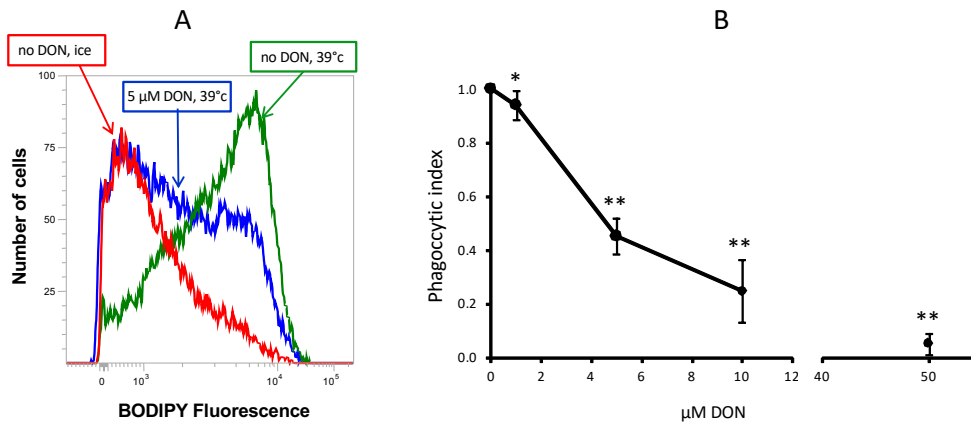 A
B
no DON, ice
no DON, 39°c
5 µM DON, 39°c
100
75
50
25
Number of cells
0
10³
10⁴
10⁵
BODIPY Fluorescence
*
**
**
**
1.0
0.8
0.6
0.4
0.2
0.0
Phagoccytic index
0 2 4 6 8 10 12 40 50
µM DON